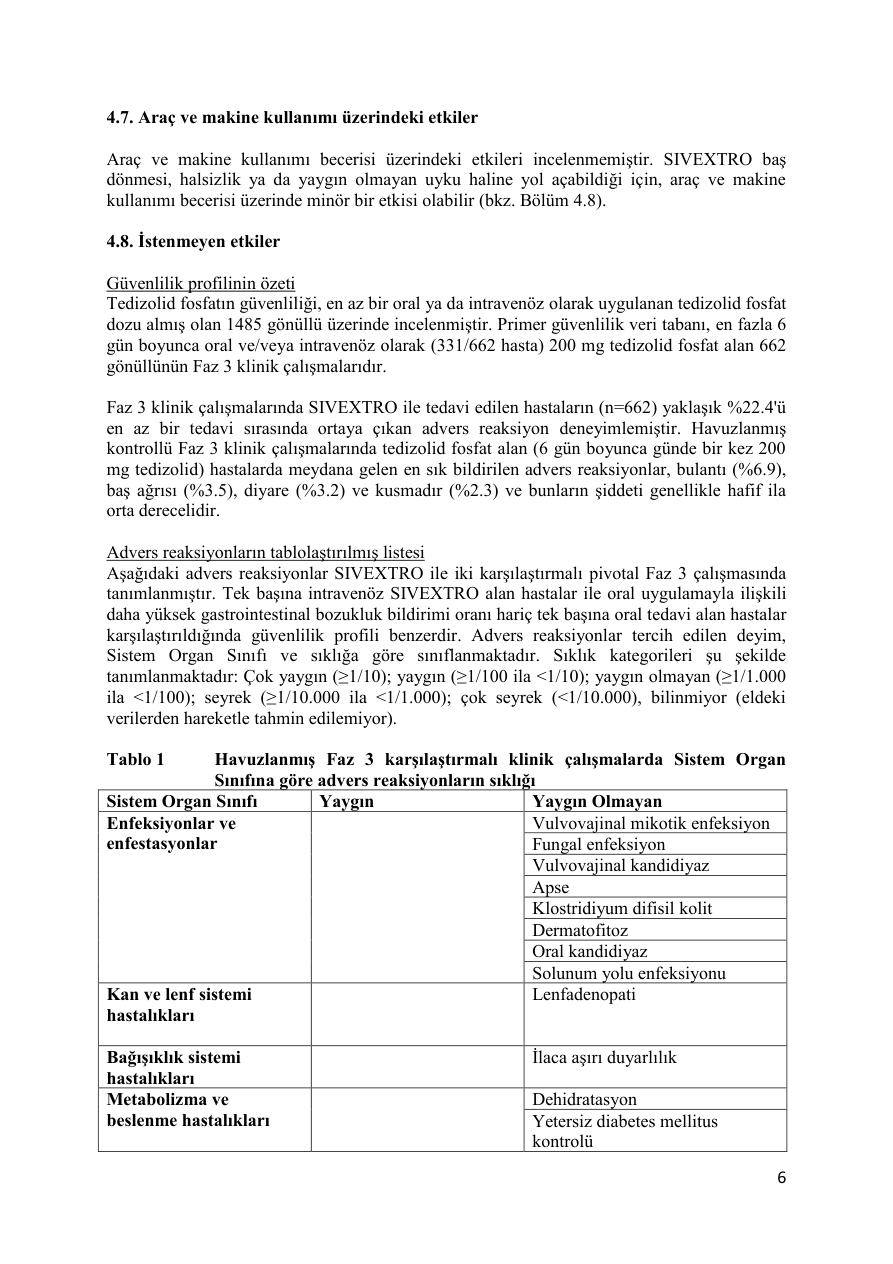 4.7. Araç ve makine kullanımı üzerindeki etkiler
Araç ve makine kullanımı becerisi üzerindeki etkileri incelenmemiştir. SIVEXTRO baş
dönmesi, halsizlik ya da yaygın olmayan uyku haline yol açabildiği için, araç ve makine
kullanımı becerisi üzerinde minör bir etkisi olabilir (bkz. Bölüm 4.8).
4.8. İstenmeyen etkiler
Güvenlilik profilinin özeti
Tedizolid fosfatın güvenliliği, en az bir oral ya da intravenöz olarak uygulanan tedizolid fosfat
dozu almış olan 1485 gönüllü üzerinde incelenmiştir. Primer güvenlilik veri tabanı, en fazla 6
gün boyunca oral ve/veya intravenöz olarak (331/662 hasta) 200 mg tedizolid fosfat alan 662
gönüllünün Faz 3 klinik çalışmalarıdır.
Faz 3 klinik çalışmalarında SIVEXTRO ile tedavi edilen hastaların (n=662) yaklaşık %22.4'ü
en az bir tedavi sırasında ortaya çıkan advers reaksiyon deneyimlemiştir. Havuzlanmış
kontrollü Faz 3 klinik çalışmalarında tedizolid fosfat alan (6 gün boyunca günde bir kez 200
mg tedizolid) hastalarda meydana gelen en sık bildirilen advers reaksiyonlar, bulantı (%6.9),
baş ağrısı (%3.5), diyare (%3.2) ve kusmadır (%2.3) ve bunların şiddeti genellikle hafif ila
orta derecelidir.
Advers reaksiyonların tablolaştırılmış listesi
Aşağıdaki advers reaksiyonlar SIVEXTRO ile iki karşılaştırmalı pivotal Faz 3 çalışmasında
tanımlanmıştır. Tek başına intravenöz SIVEXTRO alan hastalar ile oral uygulamayla ilişkili
daha yüksek gastrointestinal bozukluk bildirimi oranı hariç tek başına oral tedavi alan hastalar
karşılaştırıldığında güvenlilik profili benzerdir. Advers reaksiyonlar tercih edilen deyim,
Sistem Organ Sınıfı ve sıklığa göre sınıflanmaktadır. Sıklık kategorileri şu şekilde
tanımlanmaktadır: Çok yaygın (≥1/10); yaygın (≥1/100 ila <1/10); yaygın olmayan (≥1/1.000
ila <1/100); seyrek (≥1/10.000 ila <1/1.000); çok seyrek (<1/10.000), bilinmiyor (eldeki
verilerden hareketle tahmin edilemiyor).
Tablo 1 Havuzlanmış Faz 3 karşılaştırmalı klinik çalışmalarda Sistem Organ
Sınıfına göre advers reaksiyonların sıklığı
Sistem Organ Sınıfı Yaygın Yaygın Olmayan
Enfeksiyonlar ve
enfestasyonlar
Vulvovajinal mikotik enfeksiyon
Fungal enfeksiyon
Vulvovajinal kandidiyaz
Apse
Klostridiyum difisil kolit
Dermatofitoz
Oral kandidiyaz
Solunum yolu enfeksiyonu
Kan ve lenf sistemi
hastalıkları
Lenfadenopati
Bağışıklık sistemi
hastalıkları
İlaca aşırı duyarlılık
Metabolizma ve
beslenme hastalıkları
Dehidratasyon
Yetersiz diabetes mellitus
kontrolü
6